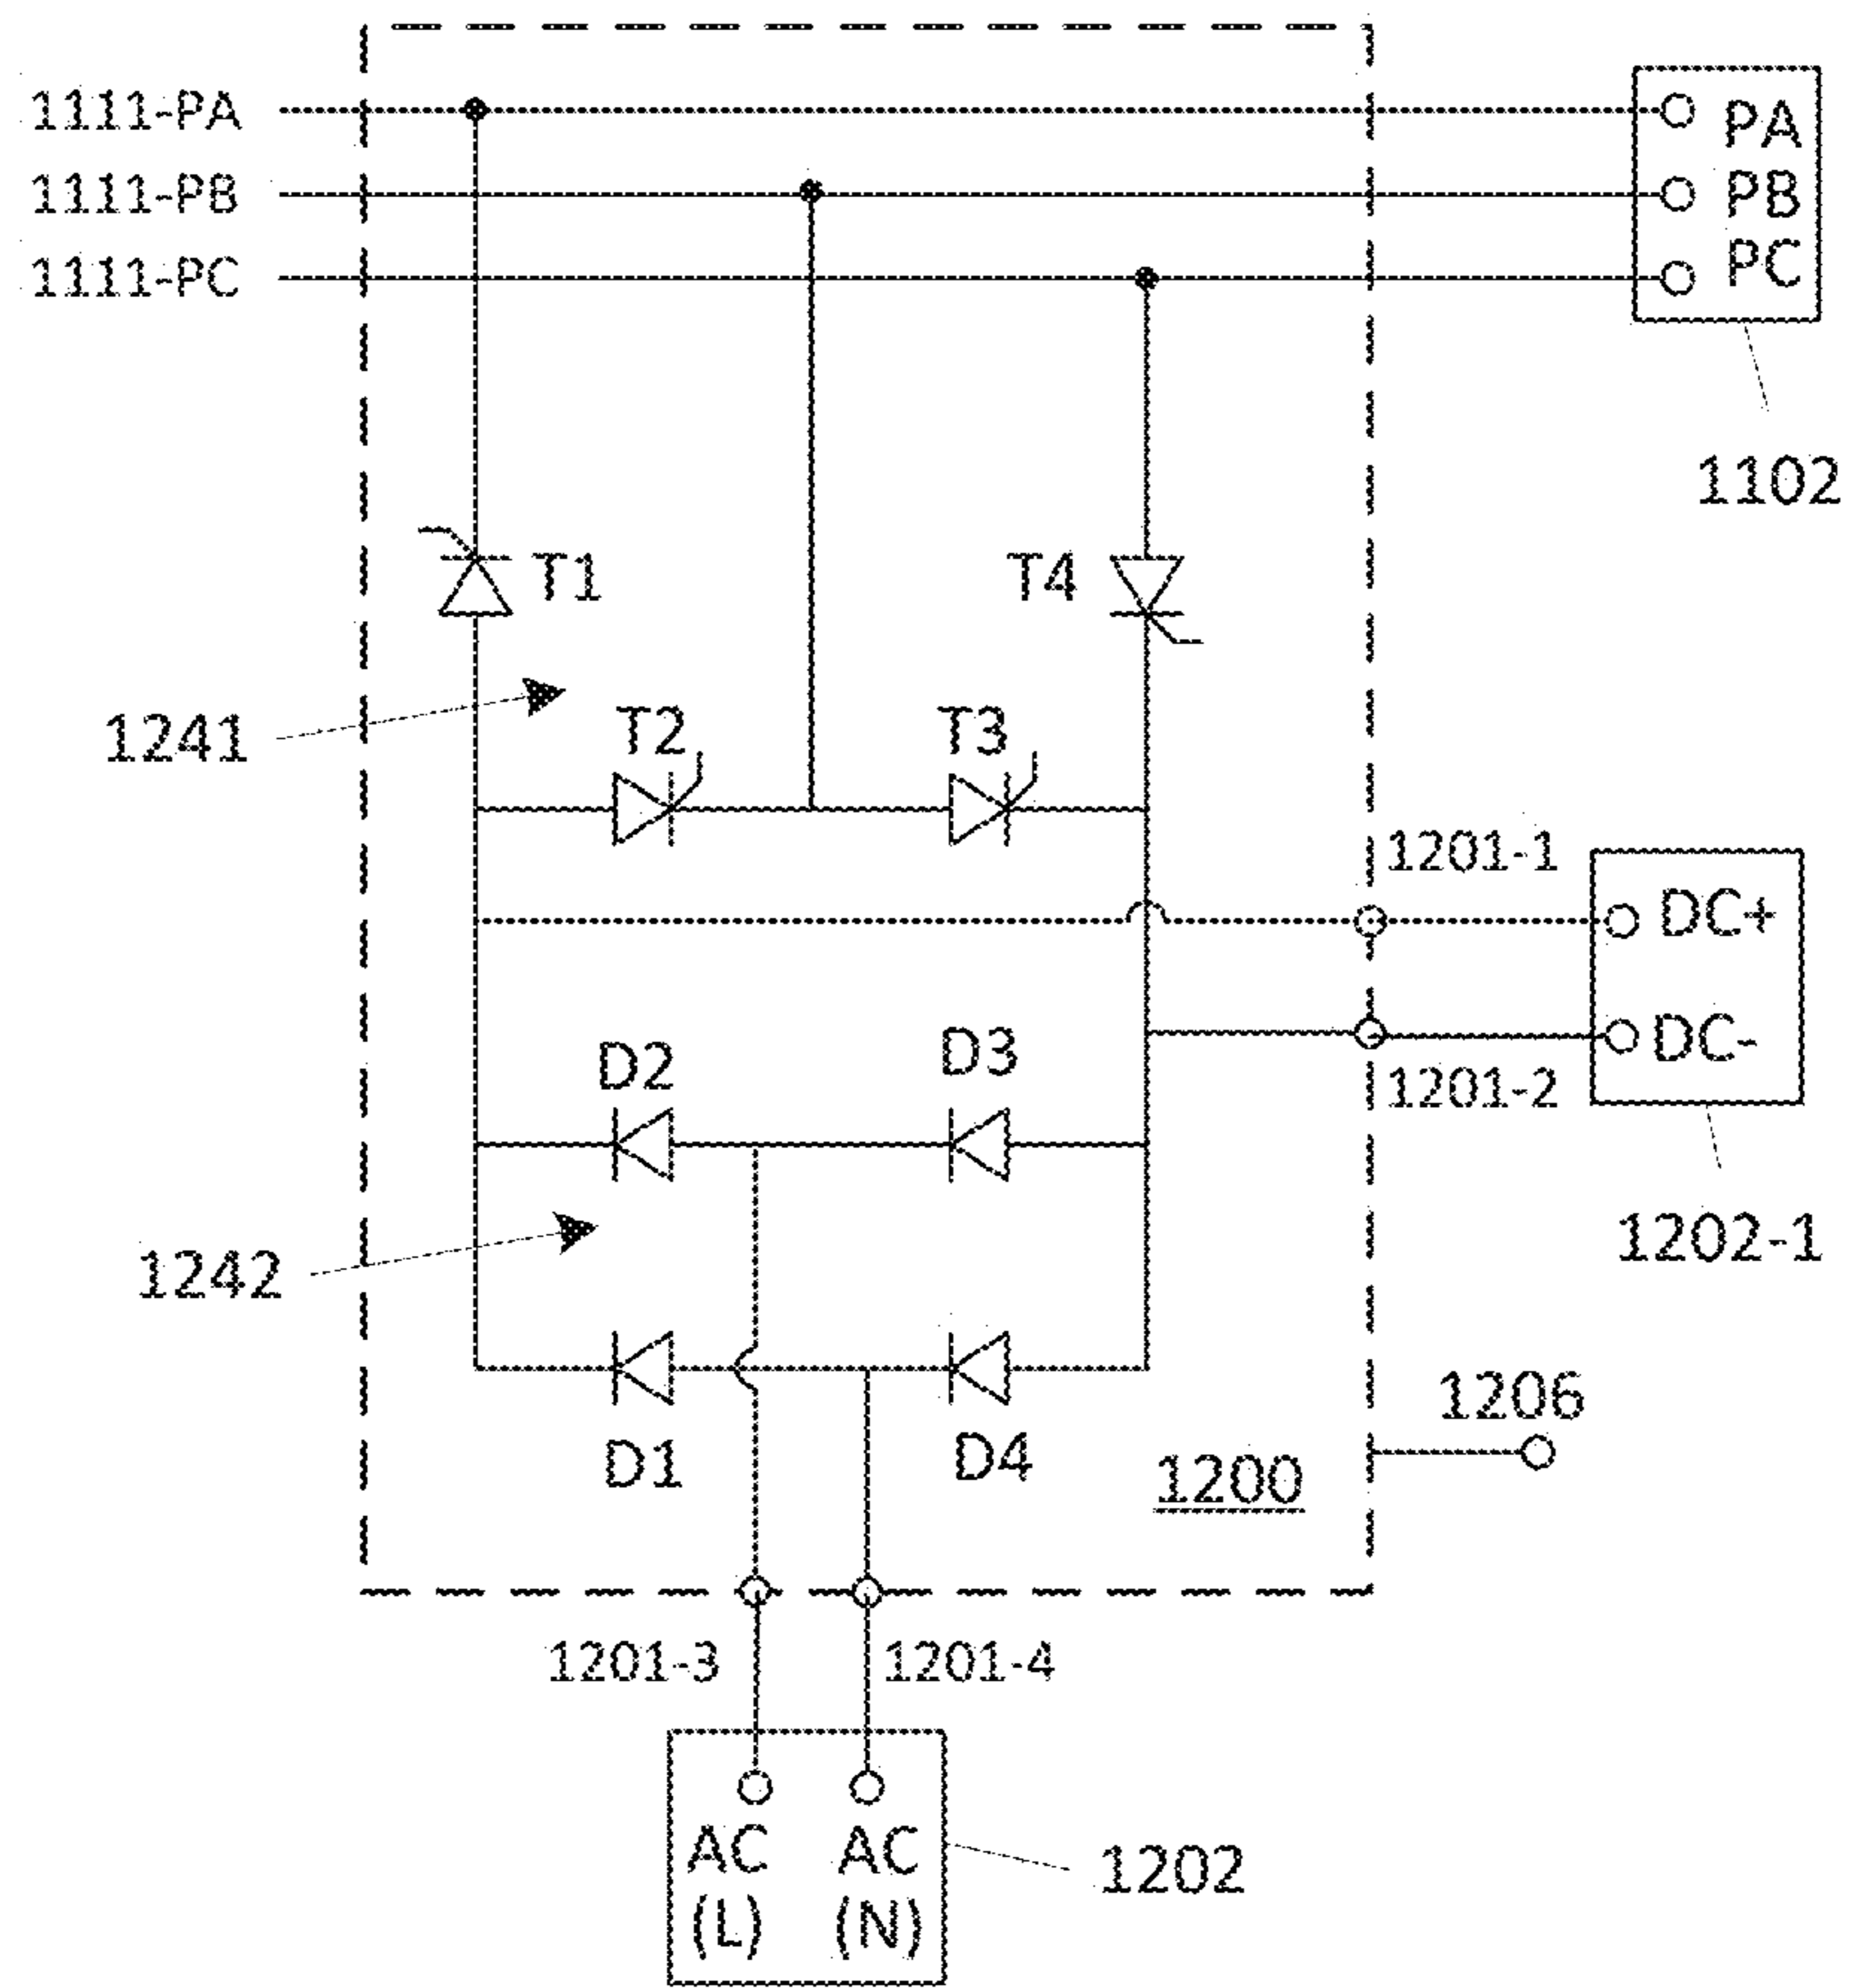 1111-PA
1111-PB
1111-PC
PA
PB
PC
1102
T1
T4
1241
T2
T3
1201-1
DC+
DC-
1201-2
1202-1
D2
D3
1242
D1
D4
1200
1206
1201-3
1201-4
AC (L)
AC (N)
1202